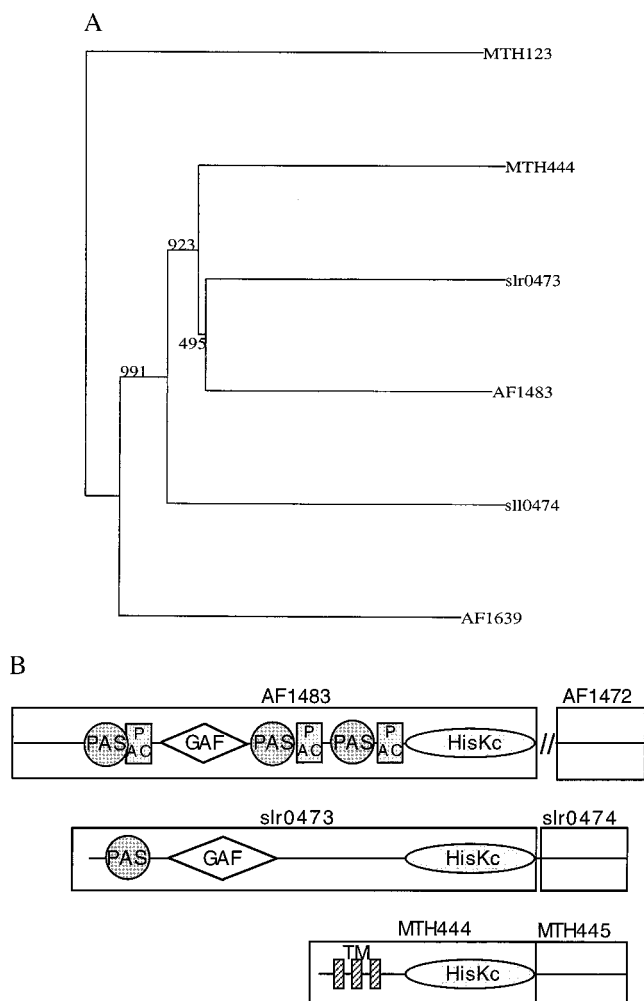 A
MTH123
MTH444
923
slr0473
495
991
AF1483
sll0474
AF1639
B
AF1483 AF1472
PAS P AC GAF PAS P AC PAS P AC HisKc //
slr0473 slr0474
PAS GAF HisKc
MTH444 MTH445
TM
HisKc